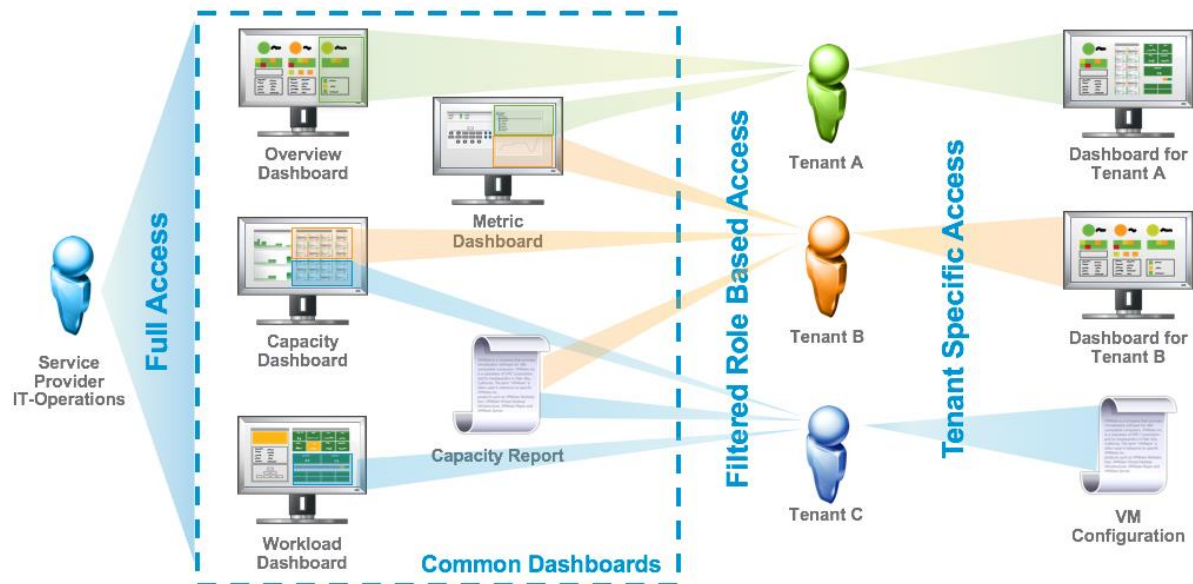 Service
Provider
IT-Operations
Full Access
Overview
Dashboard
Metric
Dashboard
Capacity
Dashboard
Capacity Report
Workload
Dashboard
Common Dashboards
Filtered Role Based Access
Tenant A
Tenant B
Tenant C
Tenant Specific Access
Dashboard for
Tenant A
Dashboard for
Tenant B
VM
Configuration